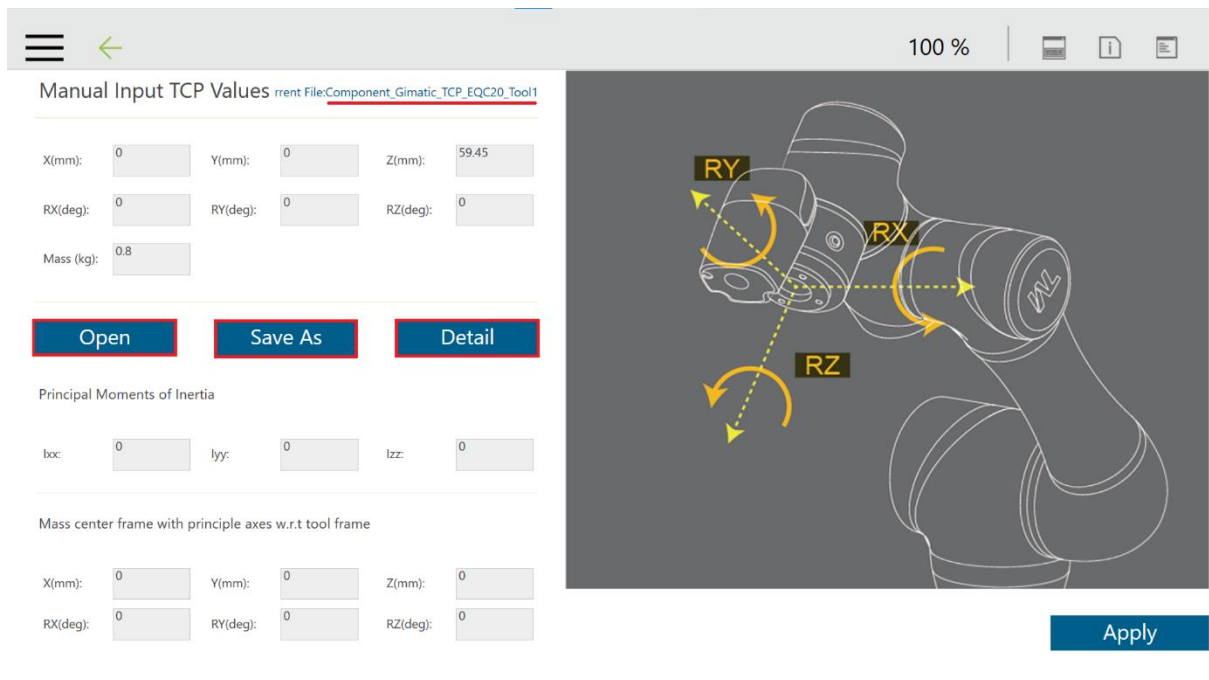 100 %
Manual Input TCP Values rrent File:Component_Gimatic_TCP_EQC20_Tool1
X(mm): 0 Y(mm): 0 Z(mm): 59.45
RX(deg): 0 RY(deg): 0 RZ(deg): 0
Mass (kg): 0.8
Open Save As Detail
Principal Moments of Inertia
Ixx: 0 Iyy: 0 Izz: 0
Mass center frame with principle axes w.r.t tool frame
X(mm): 0 Y(mm): 0 Z(mm): 0
RX(deg): 0 RY(deg): 0 RZ(deg): 0
RY
RX
RZ
TM
Apply